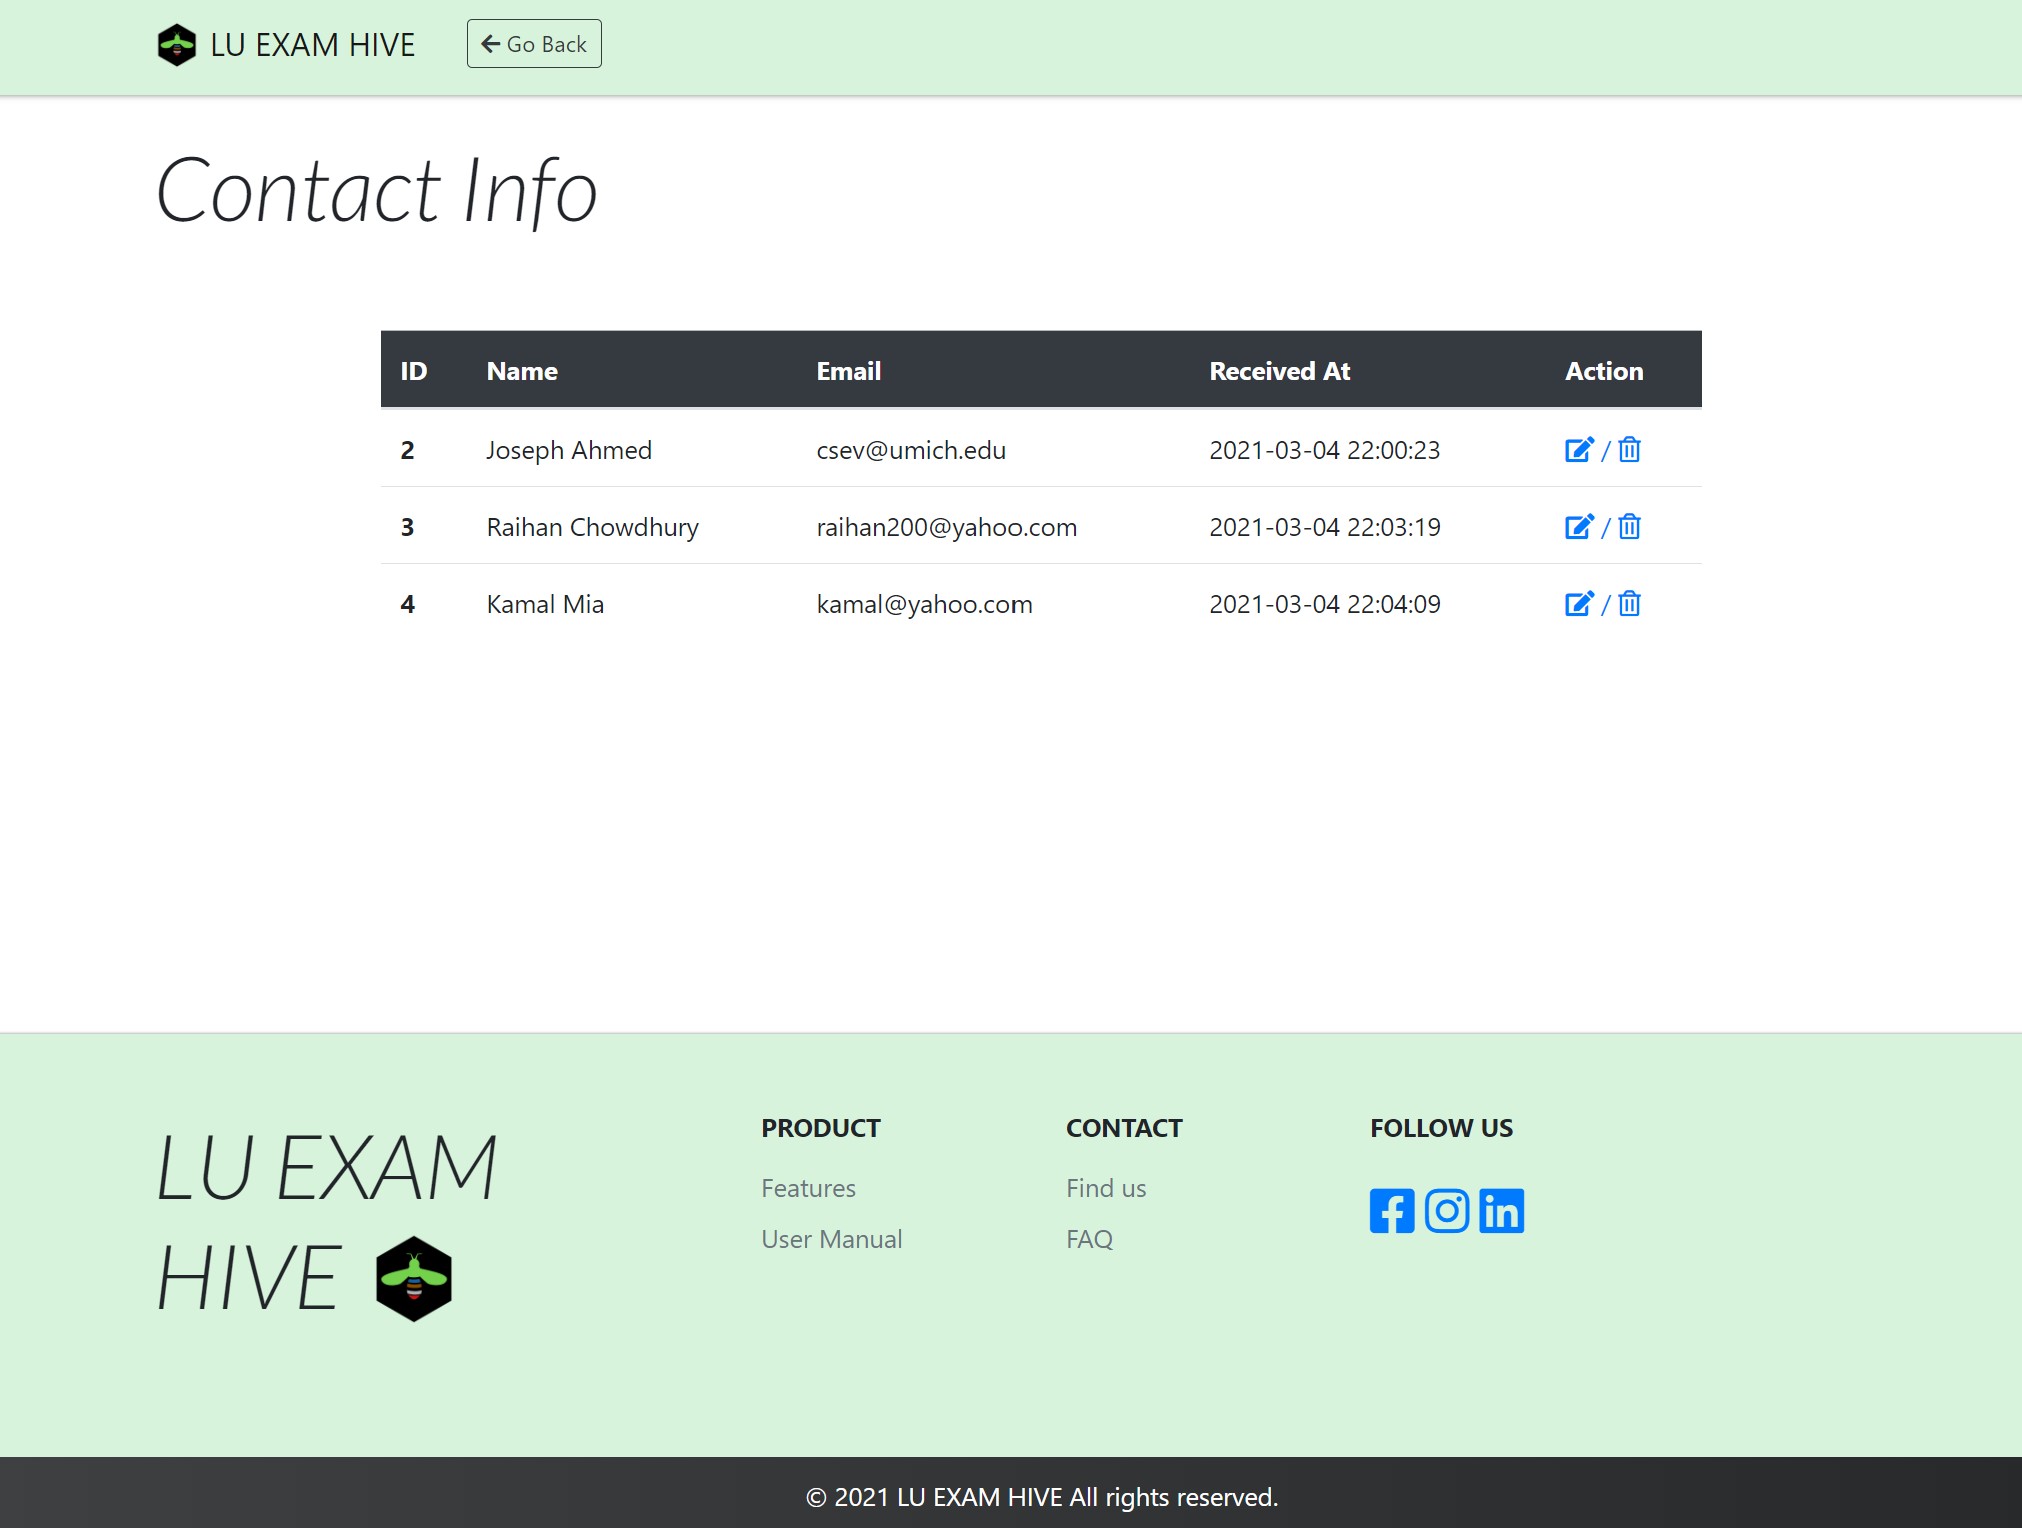 LU EXAM HIVE
Go Back
Contact Info
ID Name Email Received At Action
2 Joseph Ahmed csev@umich.edu 2021-03-04 22:00:23 /
3 Raihan Chowdhury raihan200@yahoo.com 2021-03-04 22:03:19 /
4 Kamal Mia kamal@yahoo.com 2021-03-04 22:04:09 /
LU EXAM
HIVE
PRODUCT
Features
User Manual
CONTACT
Find us
FAQ
FOLLOW US
© 2021 LU EXAM HIVE All rights reserved.